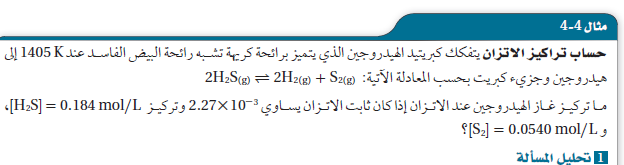 مثال 4-4
حساب تراكيز الاتزان يتفكك كبريتيد الهيدروجين الذي يتميز برائحة كريهة تشبه رائحة البيض الفاسد عند 1405 K إلى
هيدروجين وجزيء كبريت بحسب المعادلة الآتية: 2H₂S(g) ⇌ 2H₂(g) + S₂(g)
ما تركيز غاز الهيدروجين عند الاتزان إذا كان ثابت الاتزان يساوي 2.27×10⁻³ وتركيز [H₂S] = 0.184 mol/L،
و [S₂] = 0.0540 mol/L؟
1 تحليل المسألة